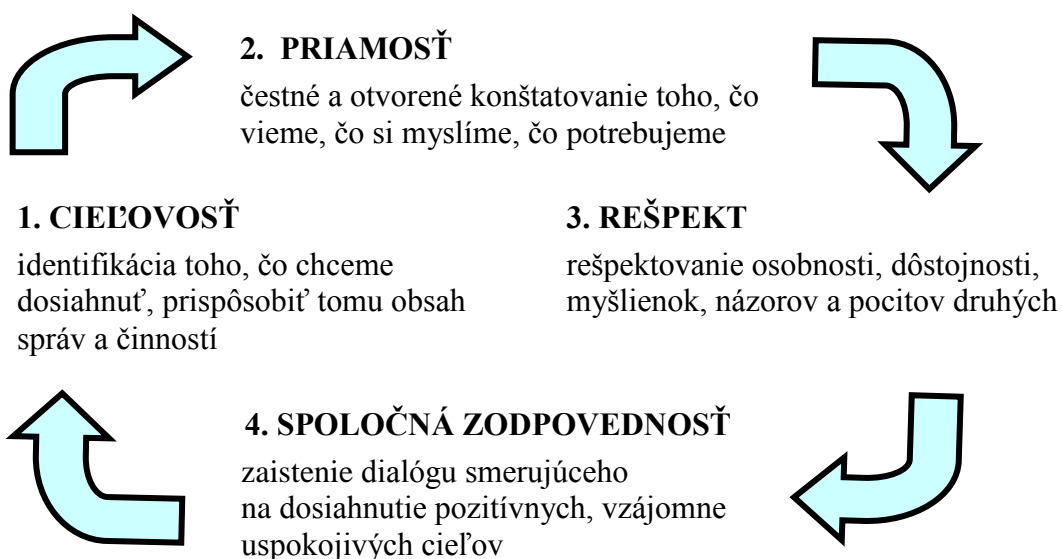 2. PRIAMOSŤ
čestné a otvorené konštatovanie toho, čo
vieme, čo si myslíme, čo potrebujeme
1. CIEĽOVOSŤ
identifikácia toho, čo chceme
dosiahnuť, prispôsobiť tomu obsah
správ a činností
3. REŠPEKT
rešpektovanie osobnosti, dôstojnosti,
myšlienok, názorov a pocitov druhých
4. SPOLOČNÁ ZODPOVEDNOSŤ
zaistenie dialógu smerujúceho
na dosiahnutie pozitívnych, vzájomne
uspokojivých cieľov